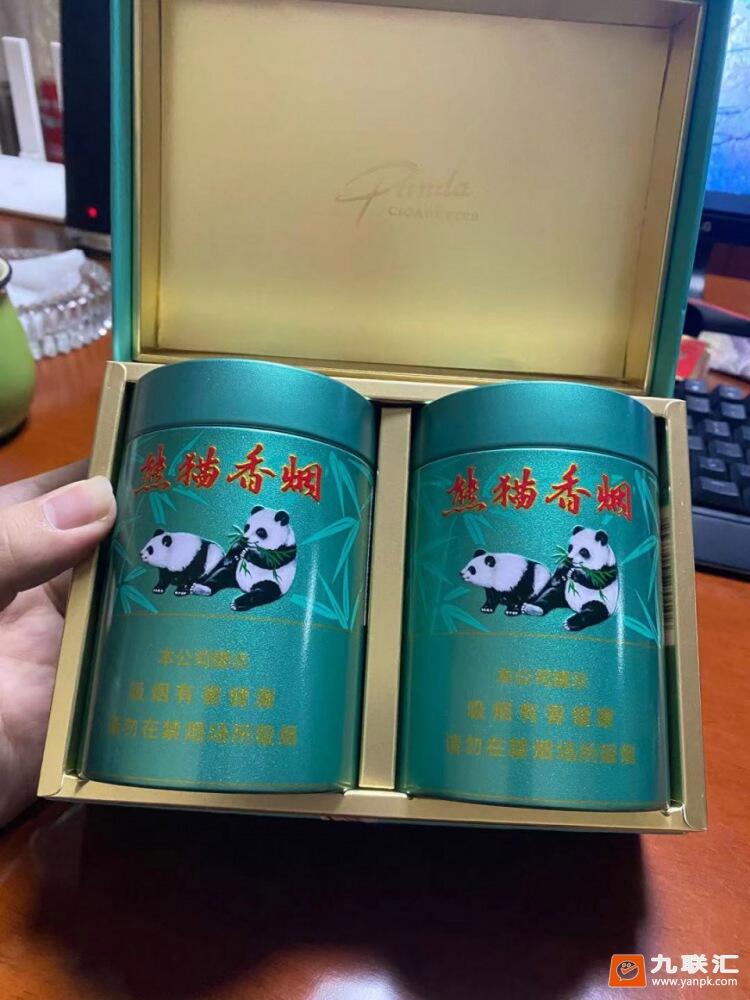 Panda
CIGARETTES
熊猫香烟
本公司提示
吸烟有害健康
请勿在禁烟场所吸烟
熊猫香烟
本公司提示
吸烟有害健康
请勿在禁烟场所吸烟
九联汇
www.yanpk.com